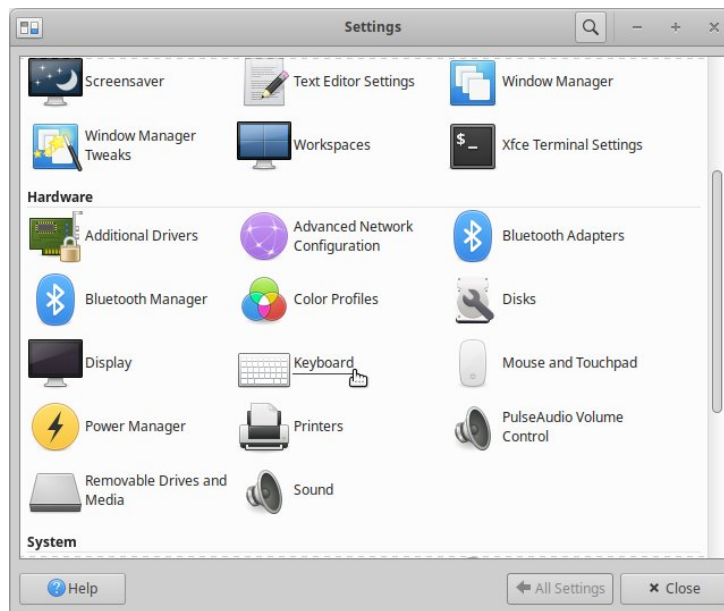 Settings
Screensaver
Text Editor Settings
Window Manager
Window Manager
Tweaks
Workspaces
$_
Xfce Terminal Settings
Hardware
Additional Drivers
Advanced Network
Configuration
Bluetooth Adapters
Bluetooth Manager
Color Profiles
Disks
Display
Keyboard
Mouse and Touchpad
Power Manager
Printers
PulseAudio Volume
Control
Removable Drives and
Media
Sound
System
Help
All Settings
Close